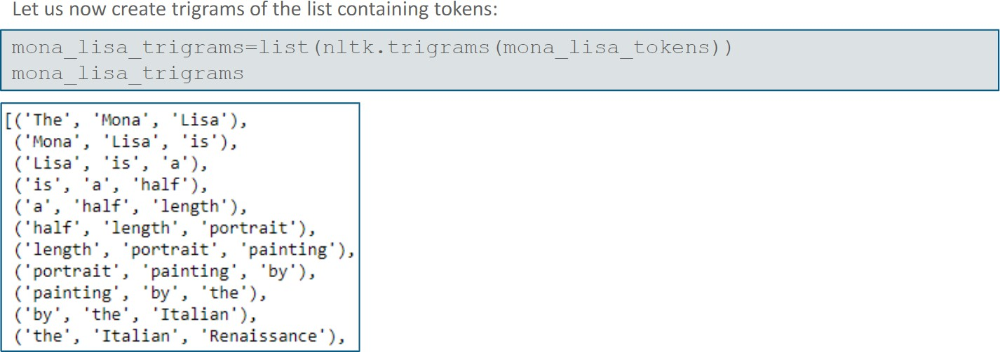 Let us now create trigrams of the list containing tokens:
mona_lisa_trigrams=list(nltk.trigrams(mona_lisa_tokens))
mona_lisa_trigrams
[('The', 'Mona', 'Lisa'),
('Mona', 'Lisa', 'is'),
('Lisa', 'is', 'a'),
('is', 'a', 'half'),
('a', 'half', 'length'),
('half', 'length', 'portrait'),
('length', 'portrait', 'painting'),
('portrait', 'painting', 'by'),
('painting', 'by', 'the'),
('by', 'the', 'Italian'),
('the', 'Italian', 'Renaissance'),